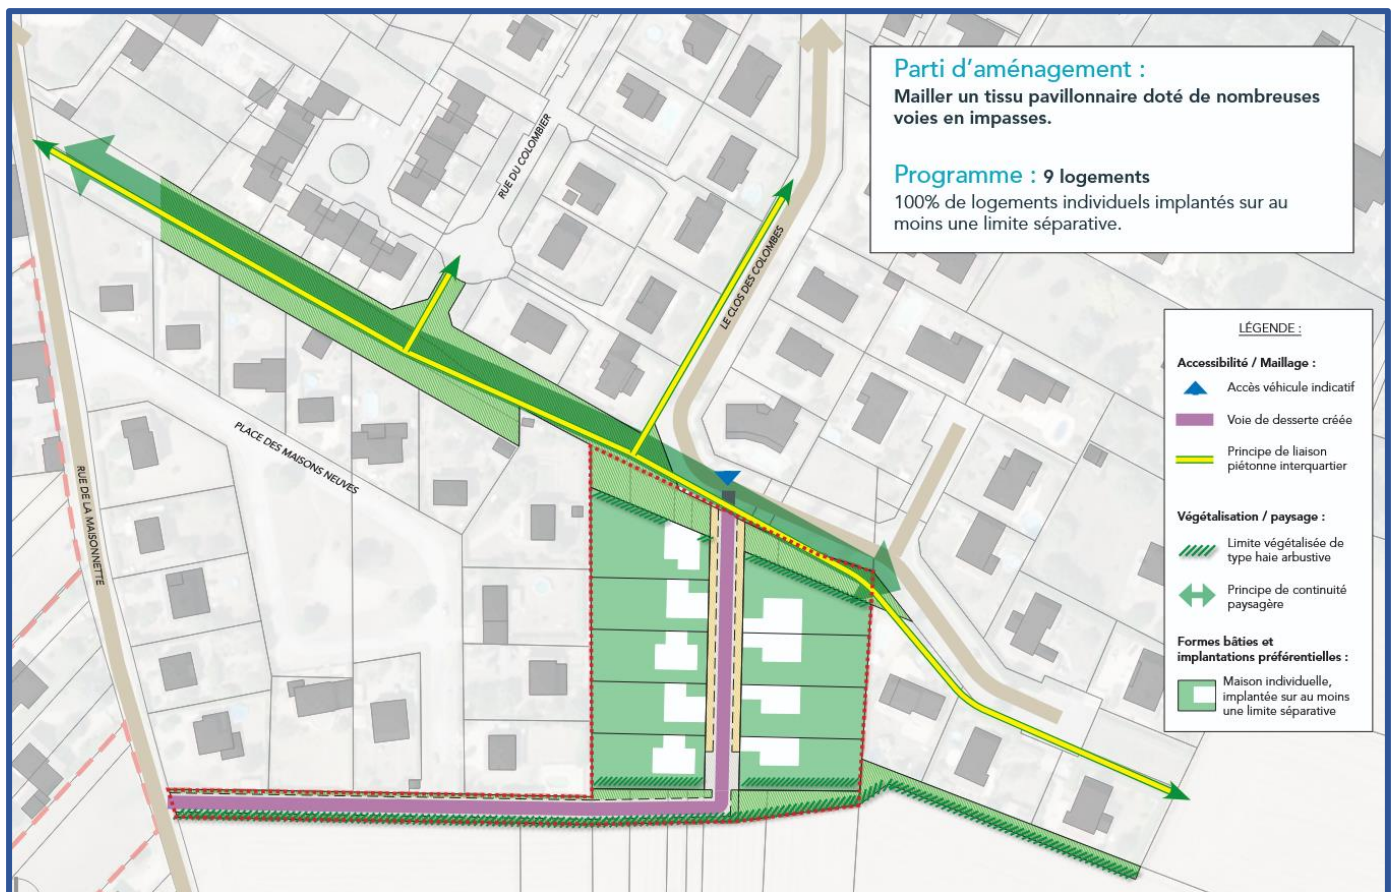 Parti d'aménagement :
Mailler un tissu pavillonnaire doté de nombreuses
voies en impasses.
Programme : 9 logements
100% de logements individuels implantés sur au
moins une limite séparative.
RUE DU COLOMBIER
LE CLOS DES COLOMBES
PLACE DES MAISONS NEUVES
RUE DE LA MAISONNETTE
LÉGENDE :
Accessibilité / Maillage :
Accès véhicule indicatif
Voie de desserte créée
Principe de liaison
piétonne interquartier
Végétalisation / paysage :
Limite végétalisée de
type haie arbustive
Principe de continuité
paysagère
Formes bâties et
implantations préférentielles :
Maison individuelle,
implantée sur au moins
une limite séparative